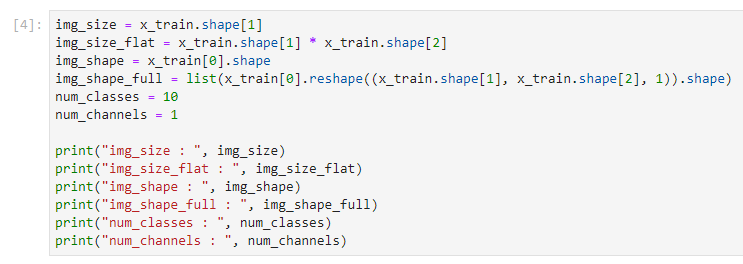 [4]: img_size = x_train.shape[1]
img_size_flat = x_train.shape[1] * x_train.shape[2]
img_shape = x_train[0].shape
img_shape_full = list(x_train[0].reshape((x_train.shape[1], x_train.shape[2], 1)).shape)
num_classes = 10
num_channels = 1
print("img_size : ", img_size)
print("img_size_flat : ", img_size_flat)
print("img_shape : ", img_shape)
print("img_shape_full : ", img_shape_full)
print("num_classes : ", num_classes)
print("num_channels : ", num_channels)